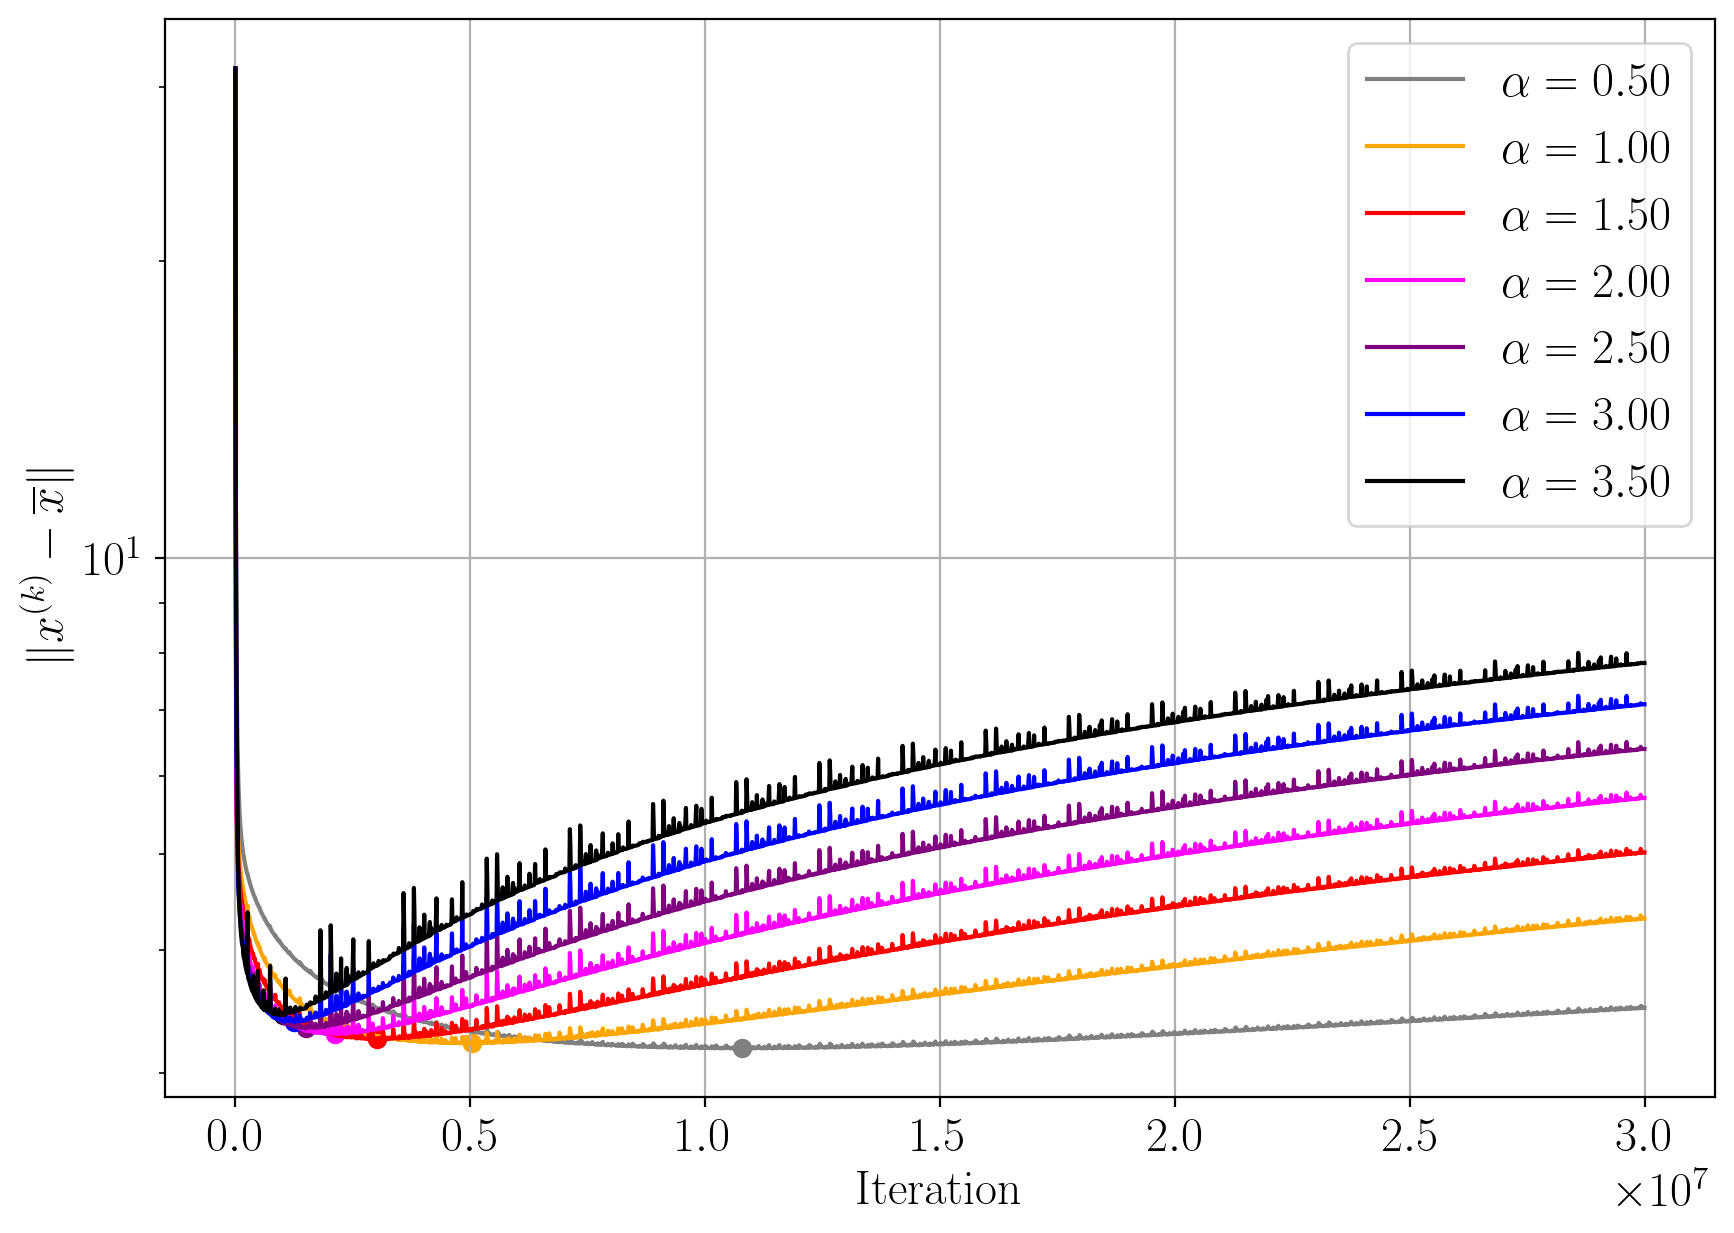 α = 0.50
α = 1.00
α = 1.50
α = 2.00
α = 2.50
α = 3.00
α = 3.50
||x^(k) − x̅||
10^1
0.0 0.5 1.0 1.5 2.0 2.5 3.0
Iteration
×10^7